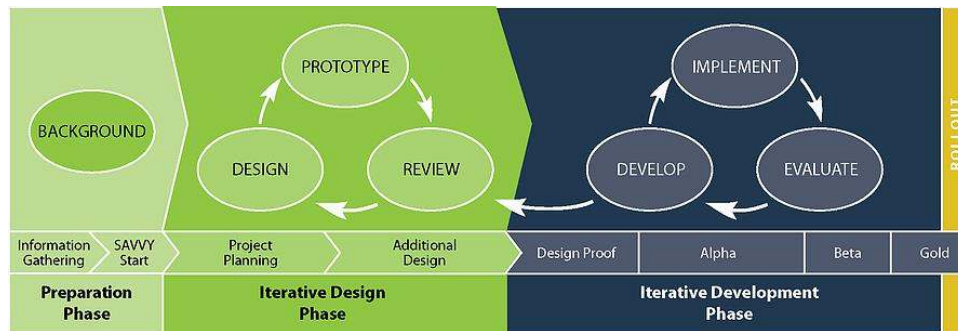 PROTOTYPE
IMPLEMENT
BACKGROUND
DESIGN
REVIEW
DEVELOP
EVALUATE
ROLLOUT
Information
Gathering
SAVVY
Start
Project
Planning
Additional
Design
Design Proof
Alpha
Beta
Gold
Preparation
Phase
Iterative Design
Phase
Iterative Development
Phase